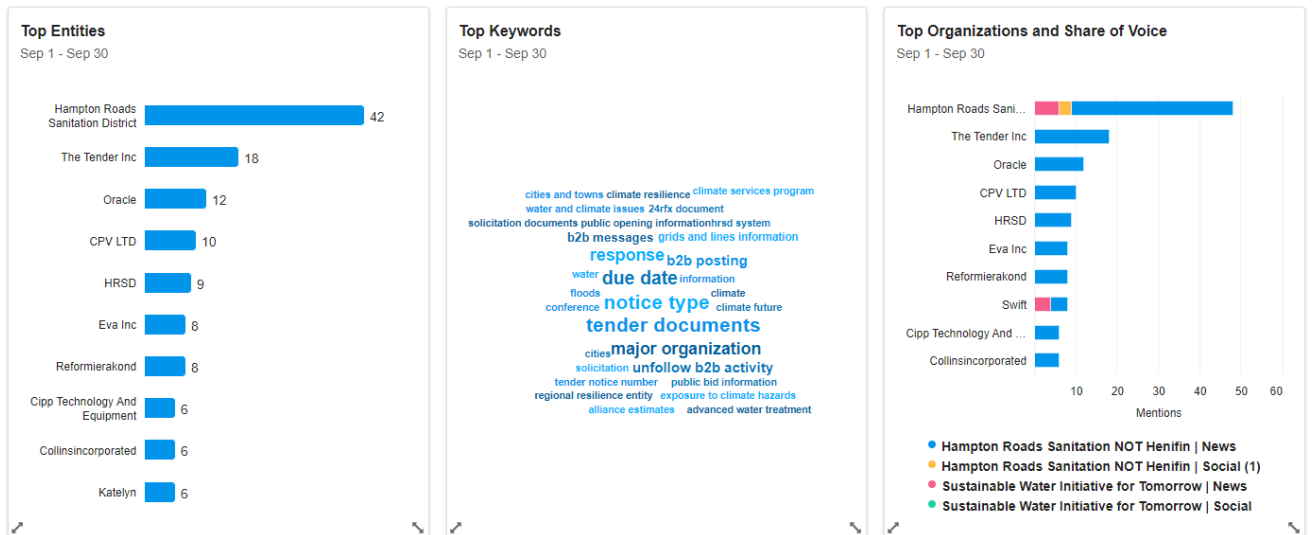 Top Entities
Sep 1 - Sep 30
Hampton Roads
Sanitation District
42
The Tender Inc
18
Oracle
12
CPV LTD
10
HRSD
9
Eva Inc
8
Reformierakond
8
Cipp Technology And
Equipment
6
Collinsincorporated
6
Katelyn
6
Top Keywords
Sep 1 - Sep 30
cities and towns climate resilience climate services program
water and climate issues 24rfx document
solicitation documents public opening informationhrsd system
b2b messages grids and lines information
response b2b posting
water due date information
floods climate
conference notice type climate future
tender documents
cities major organization
solicitation unfollow b2b activity
tender notice number public bid information
regional resilience entity exposure to climate hazards
alliance estimates advanced water treatment
Top Organizations and Share of Voice
Sep 1 - Sep 30
Hampton Roads Sani...
The Tender Inc
Oracle
CPV LTD
HRSD
Eva Inc
Reformierakond
Swift
Cipp Technology And ...
Collinsincorporated
10 20 30 40 50 60
Mentions
Hampton Roads Sanitation NOT Henifin | News
Hampton Roads Sanitation NOT Henifin | Social (1)
Sustainable Water Initiative for Tomorrow | News
Sustainable Water Initiative for Tomorrow | Social